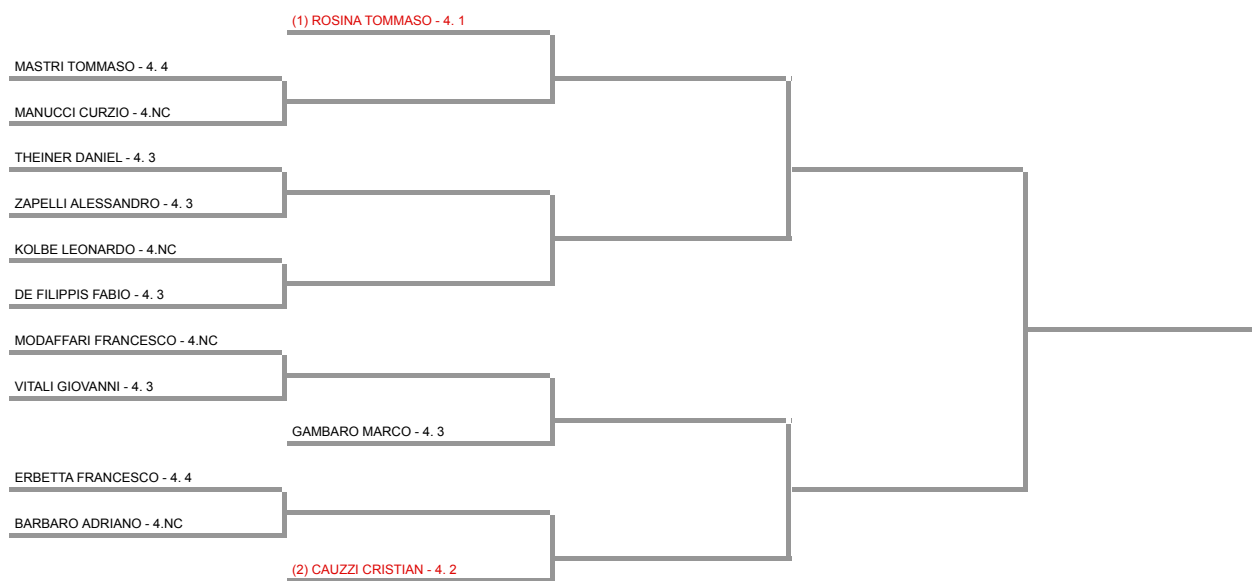 (1) ROSINA TOMMASO - 4. 1
MASTRI TOMMASO - 4. 4
MANUCCI CURZIO - 4.NC
THEINER DANIEL - 4. 3
ZAPELLI ALESSANDRO - 4. 3
KOLBE LEONARDO - 4.NC
DE FILIPPIS FABIO - 4. 3
MODAFFARI FRANCESCO - 4.NC
VITALI GIOVANNI - 4. 3
GAMBARO MARCO - 4. 3
ERBETTA FRANCESCO - 4. 4
BARBARO ADRIANO - 4.NC
(2) CAUZZI CRISTIAN - 4. 2